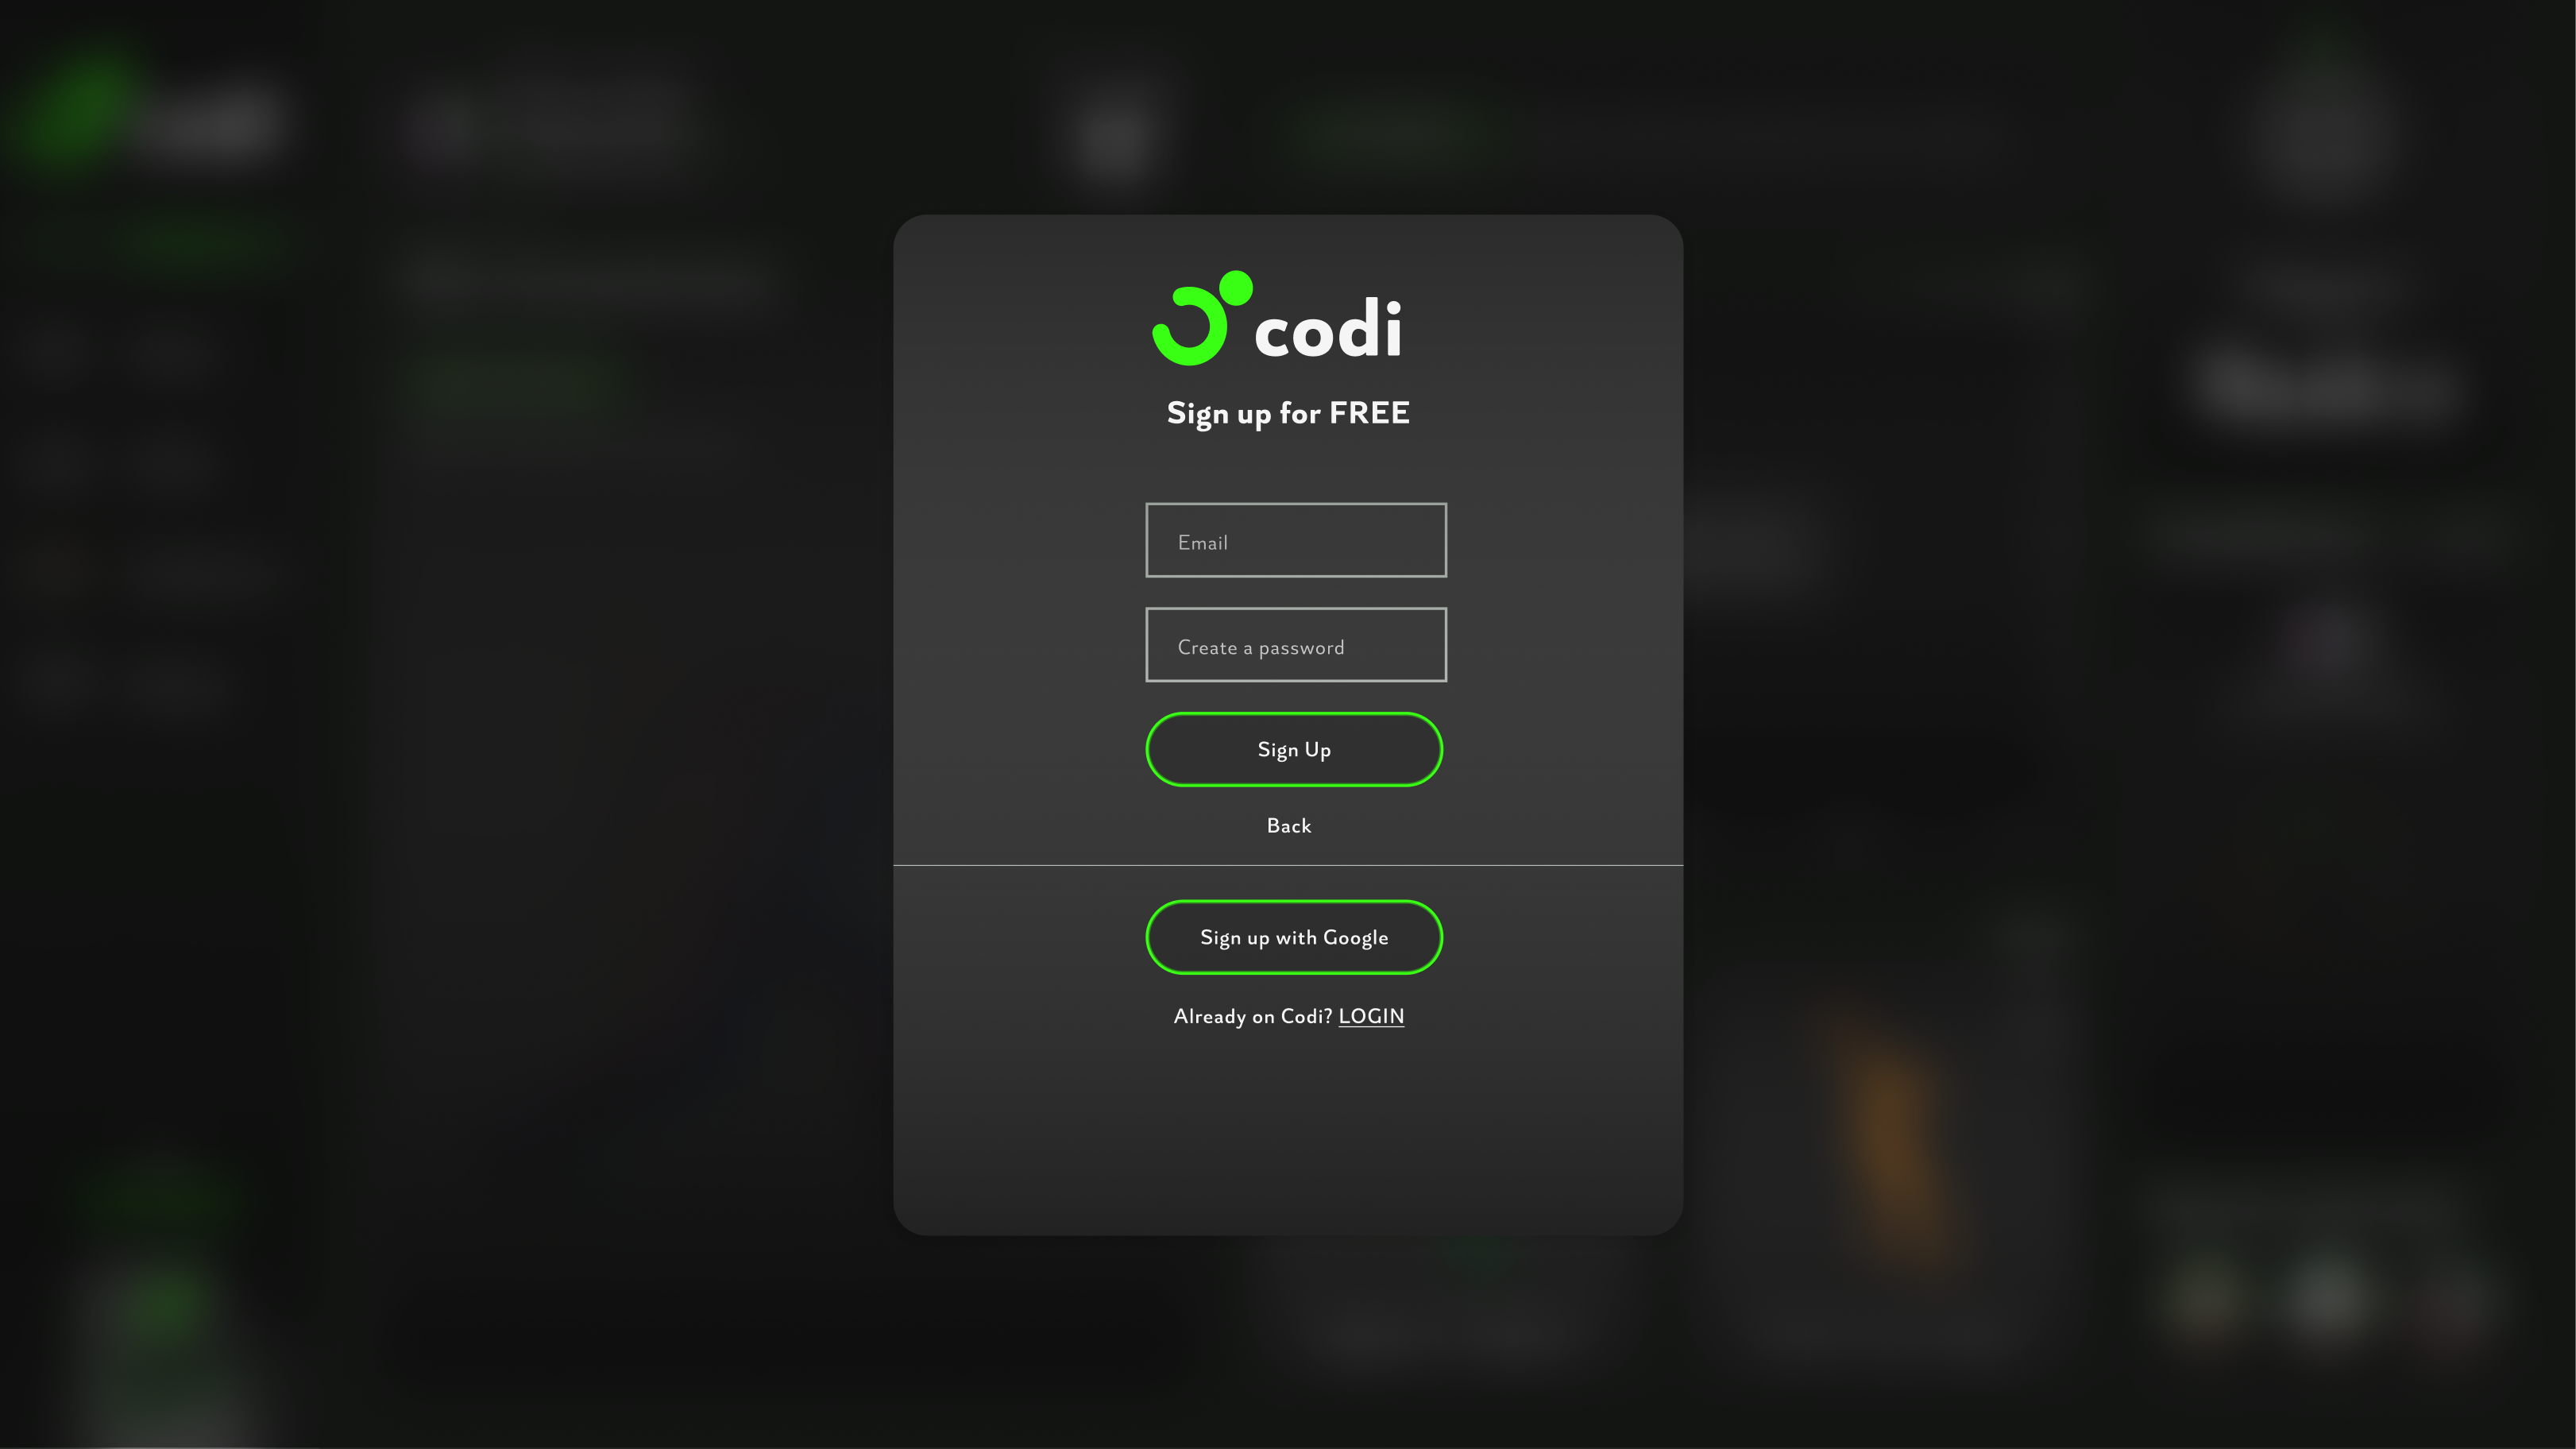 codi
Sign up for FREE
Email
Create a password
Sign Up
Back
Sign up with Google
Already on Codi? LOGIN